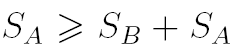 $S_A \geqslant S_B + S_A$